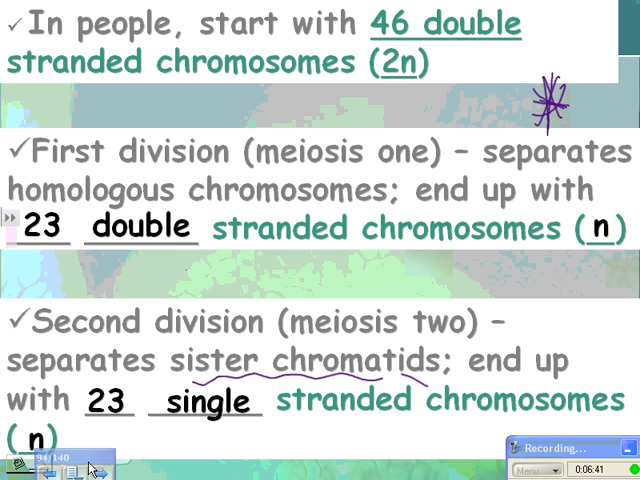 ✓In people, start with 46 double
stranded chromosomes (2n)
✓First division (meiosis one) – separates
homologous chromosomes; end up with
23 double stranded chromosomes (n)
✓Second division (meiosis two) –
separates sister chromatids; end up
with 23 single stranded chromosomes
(n)
94/140
Recording...
Menu
0:06:41